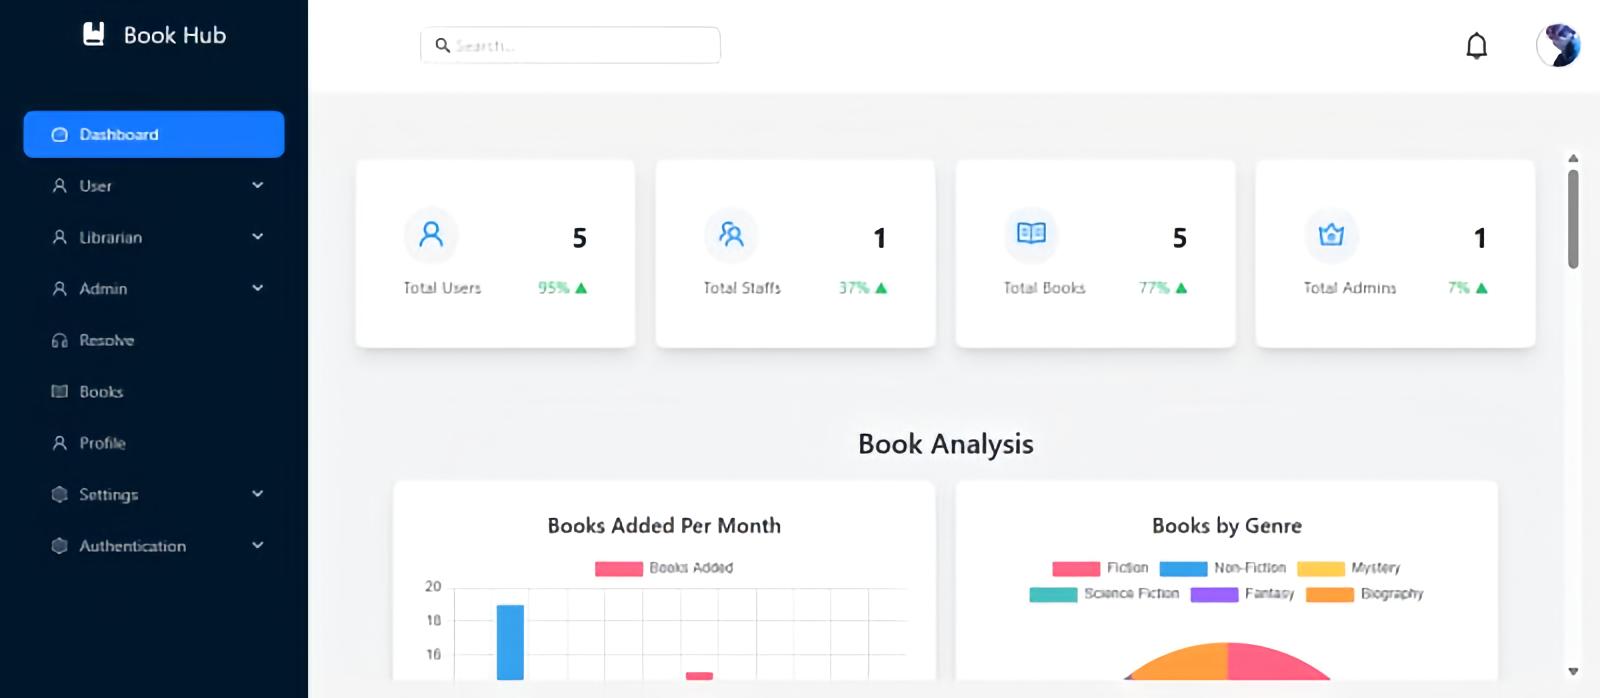 Book Hub
Search...
Dashboard
User
Librarian
Admin
Resolve
Books
Profile
Settings
Authentication
5
Total Users 95%
1
Total Staffs 37%
5
Total Books 77%
1
Total Admins 7%
Book Analysis
Books Added Per Month
Books Added
20
18
16
Books by Genre
Fiction Non-Fiction Mystery
Science Fiction Fantasy Biography